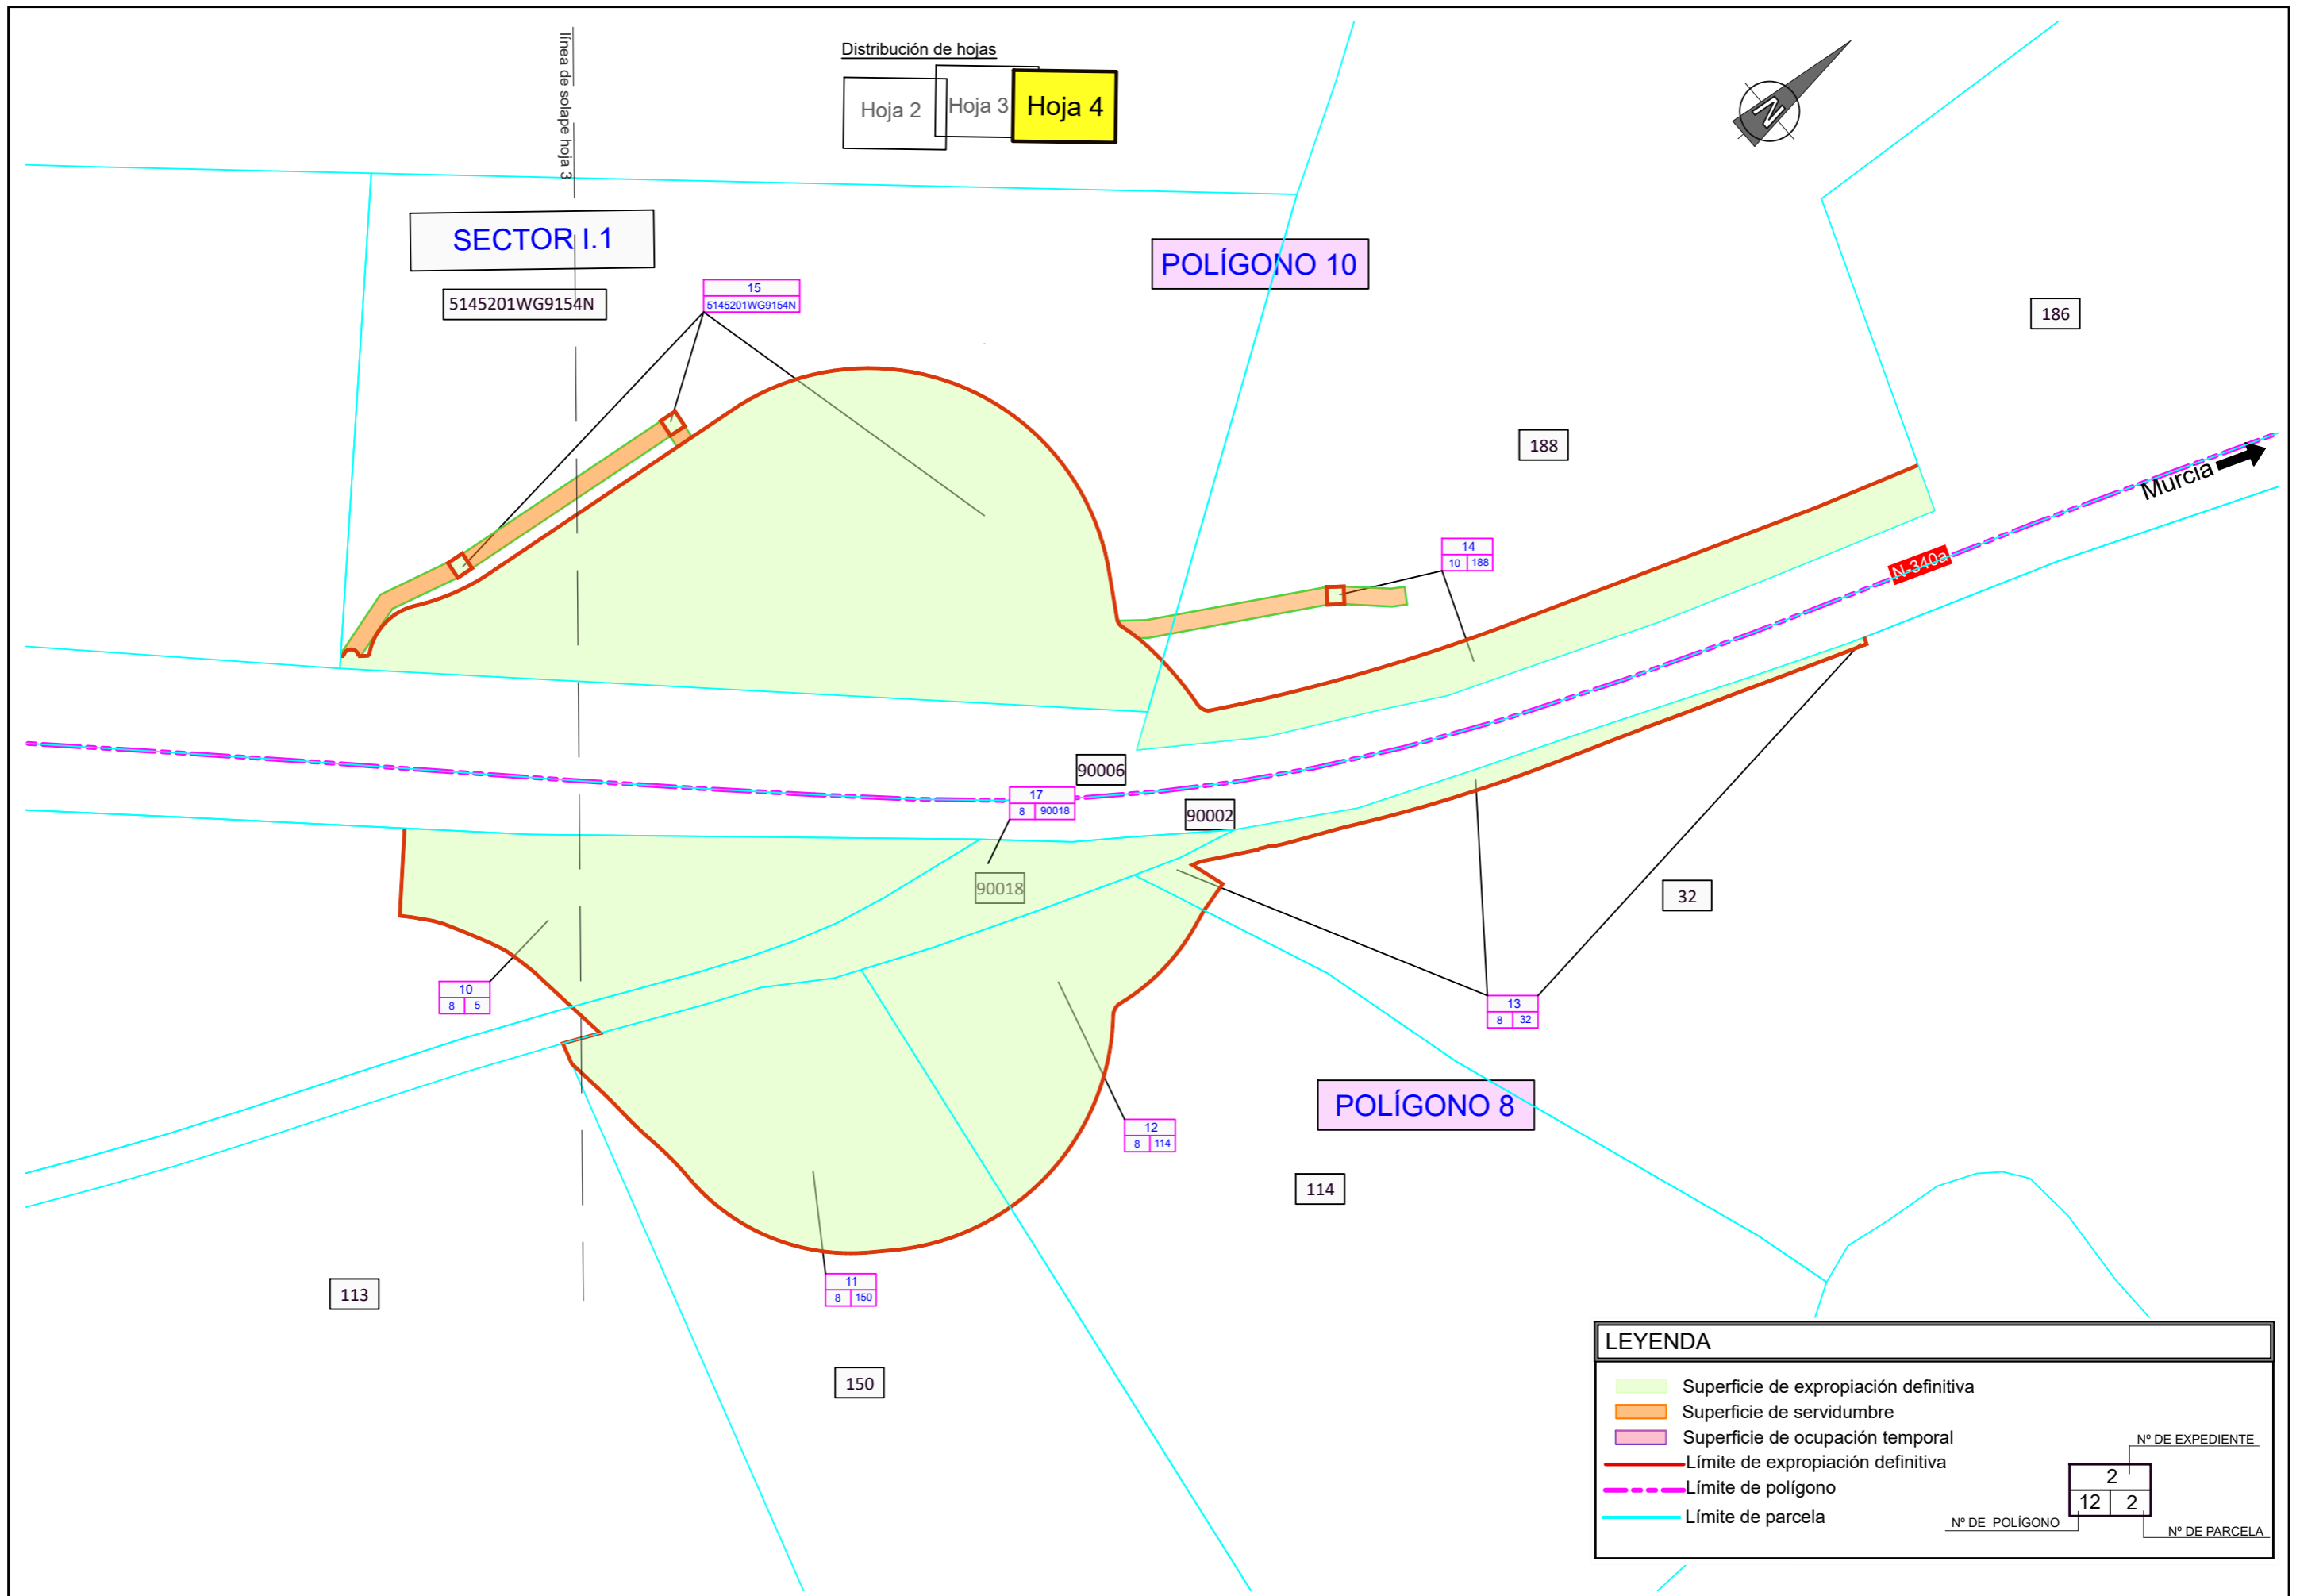 línea de solape hoja 3
Distribución de hojas
Hoja 2
Hoja 3
Hoja 4
N
SECTOR I.1
5145201WG9154N
15
5145201WG9154N
POLÍGONO 10
186
188
Murcia
14
10 188
N-340a
90006
17
8 90018
90002
90018
32
10
8 5
13
8 32
POLÍGONO 8
12
8 114
114
11
8 150
113
150
LEYENDA
Superficie de expropiación definitiva
Superficie de servidumbre
Superficie de ocupación temporal
Límite de expropiación definitiva
Límite de polígono
Límite de parcela
Nº DE EXPEDIENTE
2
12 2
Nº DE POLÍGONO
Nº DE PARCELA